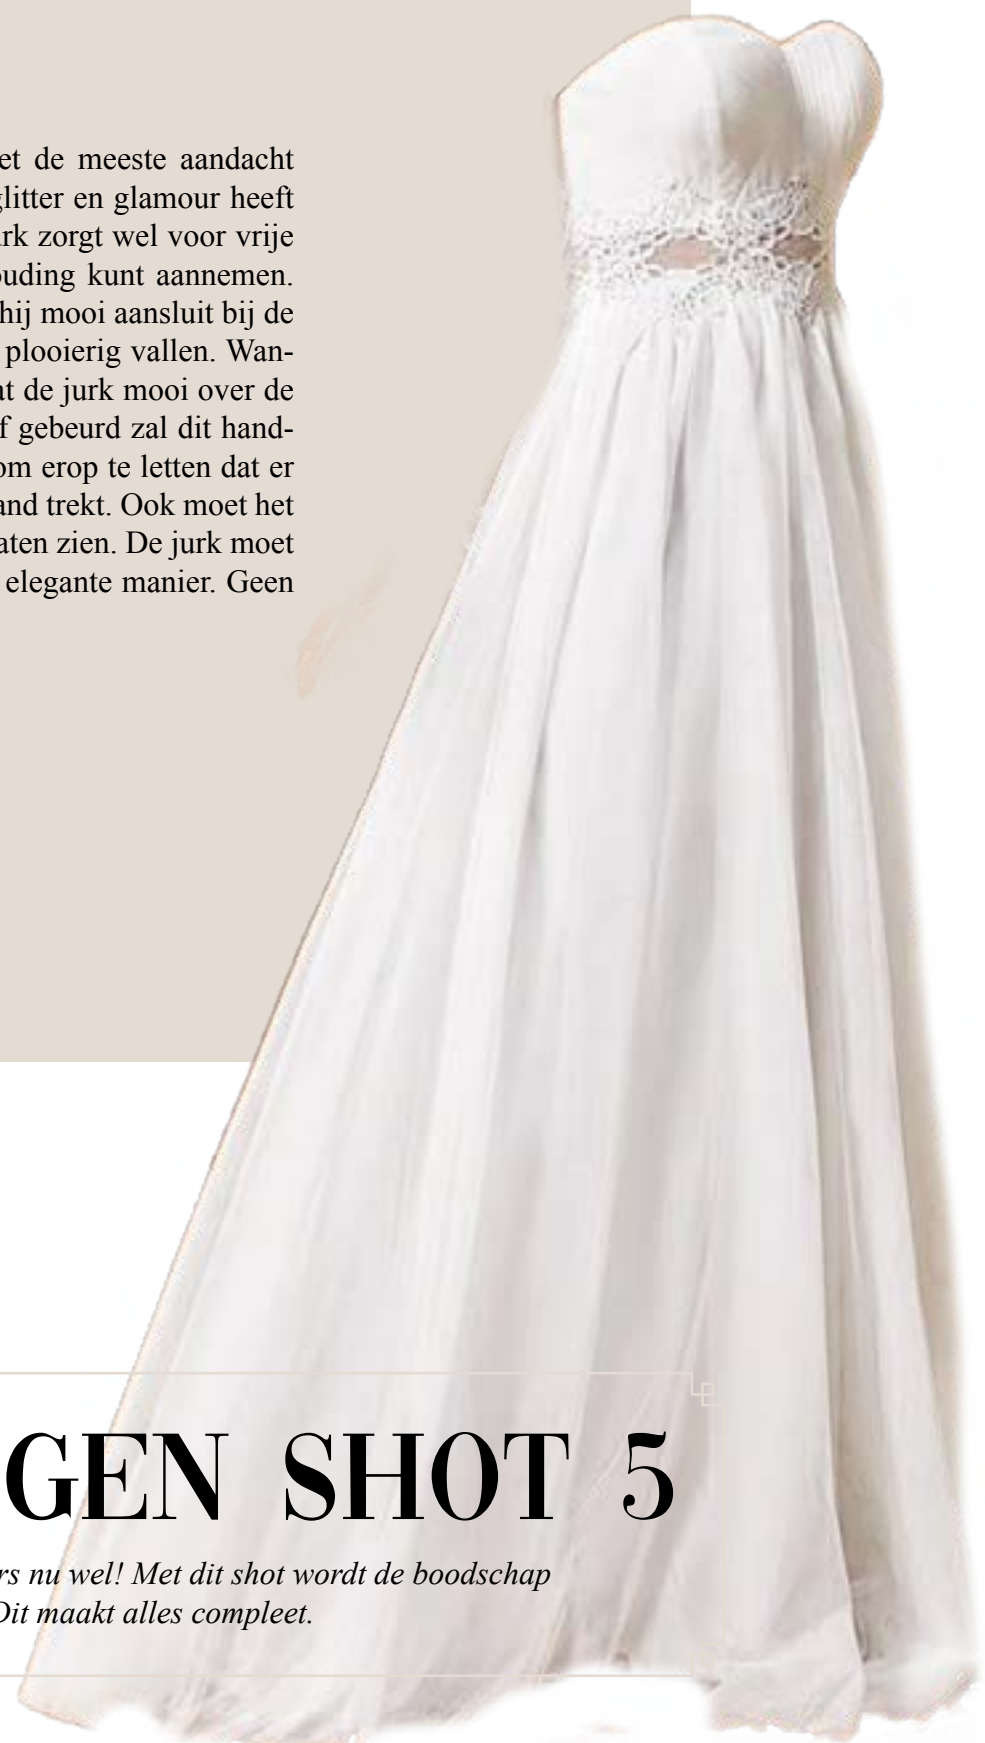 et de meeste aandacht
glitter en glamour heeft
urk zorgt wel voor vrije
ouding kunt aannemen.
hij mooi aansluit bij de
plooierig vallen. Wan-
at de jurk mooi over de
f gebeurd zal dit hand-
om erop te letten dat er
and trekt. Ook moet het
aten zien. De jurk moet
elegante manier. Geen
GEN SHOT 5
rs nu wel! Met dit shot wordt de boodschap
Dit maakt alles compleet.